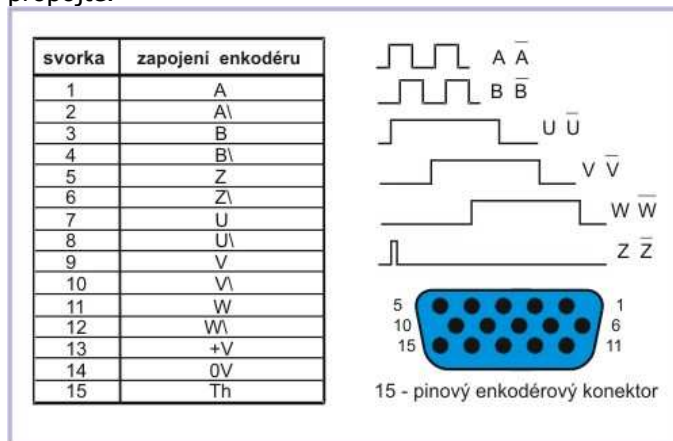 propojte.
svorka zapojení enkodéru
1 A
2 A\
3 B
4 B\
5 Z
6 Z\
7 U
8 U\
9 V
10 V\
11 W
12 W\
13 +V
14 0V
15 Th
A A̅
B B̅
U U̅
V V̅
W W̅
Z Z̅
5 1
10 6
15 11
15 - pinový enkodérový konektor